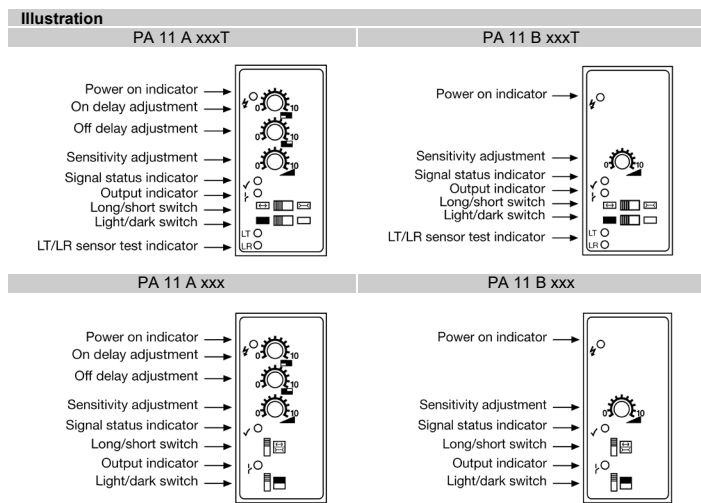 Illustration
PA 11 A xxxT
Power on indicator
On delay adjustment
Off delay adjustment
Sensitivity adjustment
Signal status indicator
Output indicator
Long/short switch
Light/dark switch
LT/LR sensor test indicator
0 10
0 10
0 10
LT
LR
PA 11 B xxxT
Power on indicator
Sensitivity adjustment
Signal status indicator
Output indicator
Long/short switch
Light/dark switch
LT/LR sensor test indicator
0 10
LT
LR
PA 11 A xxx
Power on indicator
On delay adjustment
Off delay adjustment
Sensitivity adjustment
Signal status indicator
Long/short switch
Output indicator
Light/dark switch
0 10
0 10
0 10
PA 11 B xxx
Power on indicator
Sensitivity adjustment
Signal status indicator
Long/short switch
Output indicator
Light/dark switch
0 10